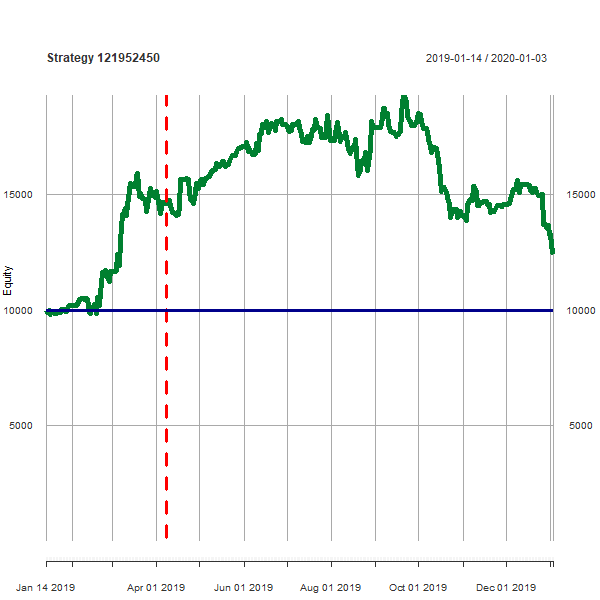 Strategy 121952450
2019-01-14 / 2020-01-03
15000
15000
Equity
10000
10000
5000
5000
Jan 14 2019
Apr 01 2019
Jun 01 2019
Aug 01 2019
Oct 01 2019
Dec 01 2019